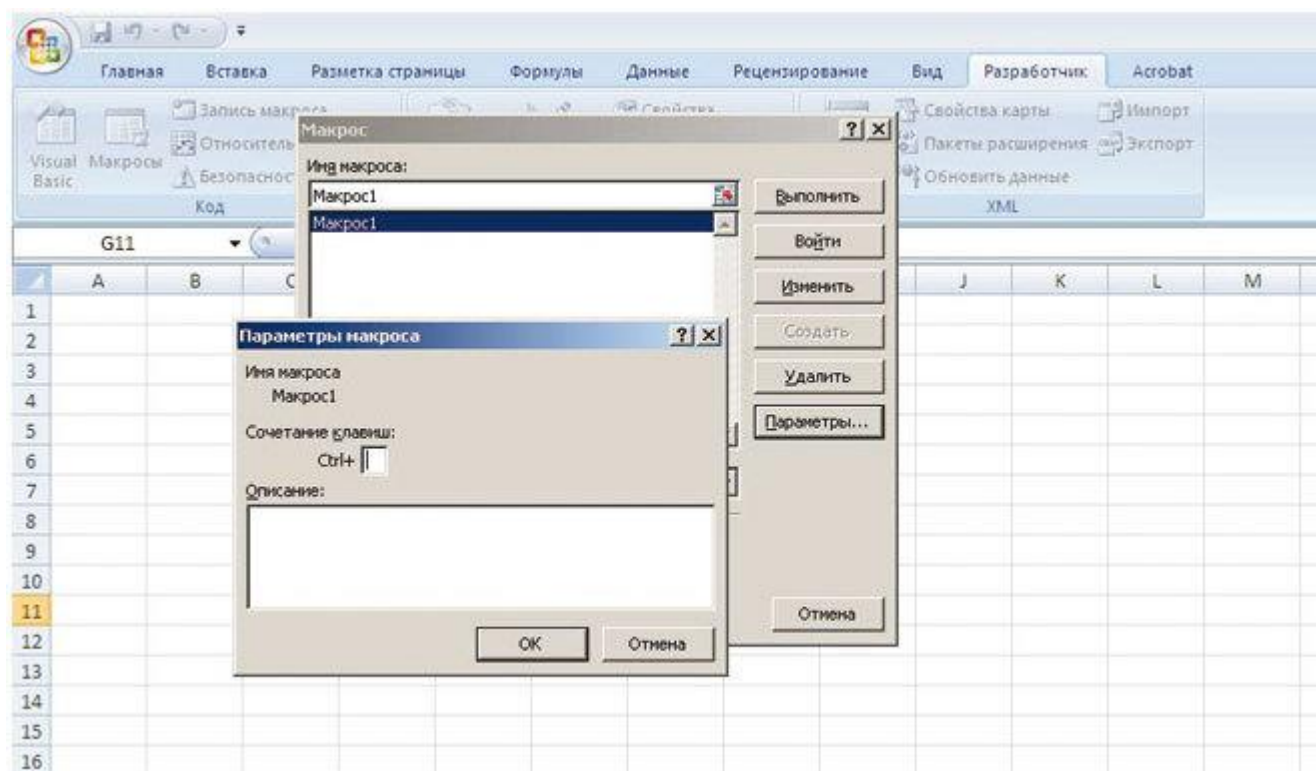 Главная Вставка Разметка страницы Формулы Данные Рецензирование Вид Разработчик Acrobat
Visual Basic
Макросы
Запись макроса
Безопаснос
Код
Свойства
Свойства карты
Пакеты расширения
Обновить данные
Импорт
Экспорт
XML
G11
A B C J K L M
1
2
3
4
5
6
7
8
9
10
11
12
13
14
15
16
Макрос
Имя макроса:
Макрос1
Макрос1
Выполнить
Войти
Изменить
Создать
Удалить
Параметры...
Отмена
Параметры макроса
Имя макроса
Макрос1
Сочетание клавиш:
Ctrl+
Описание:
OK Отмена